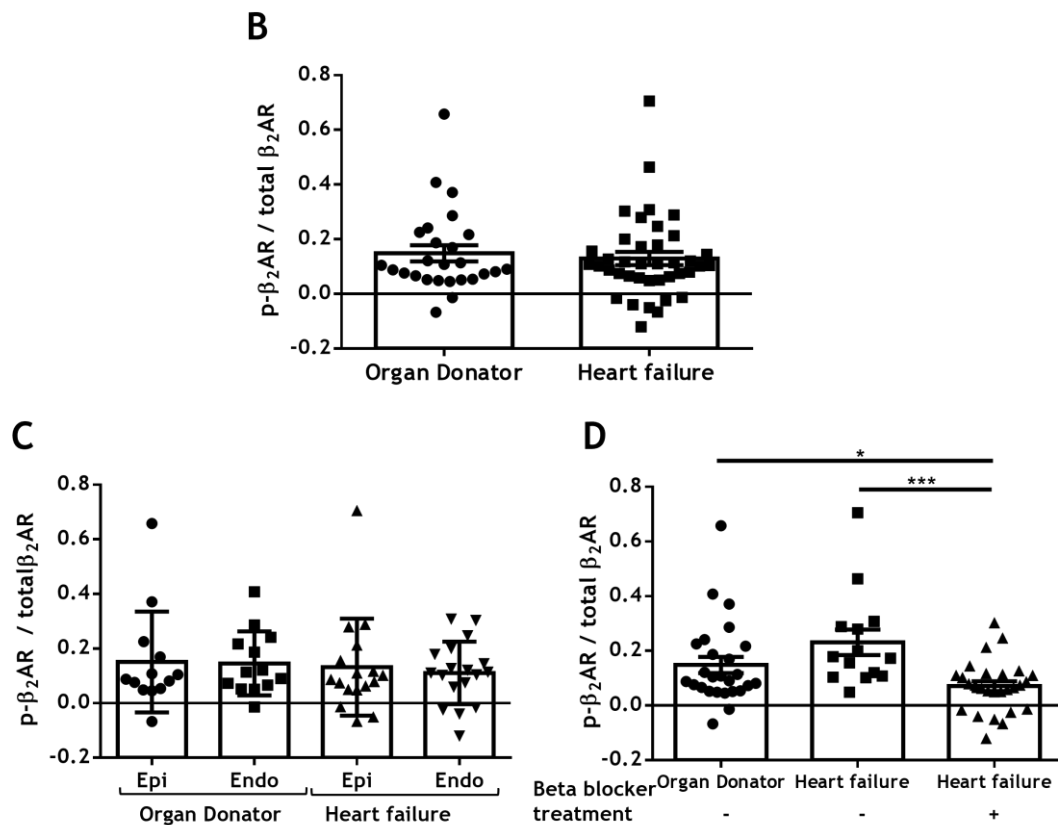 B
p-β₂AR / total β₂AR
0.8
0.6
0.4
0.2
0.0
-0.2
Organ Donator Heart failure
C
p-β₂AR / totalβ₂AR
0.8
0.6
0.4
0.2
0.0
-0.2
Epi Endo Epi Endo
Organ Donator Heart failure
D
* 
***
p-β₂AR / total β₂AR
0.8
0.6
0.4
0.2
0.0
-0.2
Organ Donator Heart failure Heart failure
Beta blocker
treatment - - +